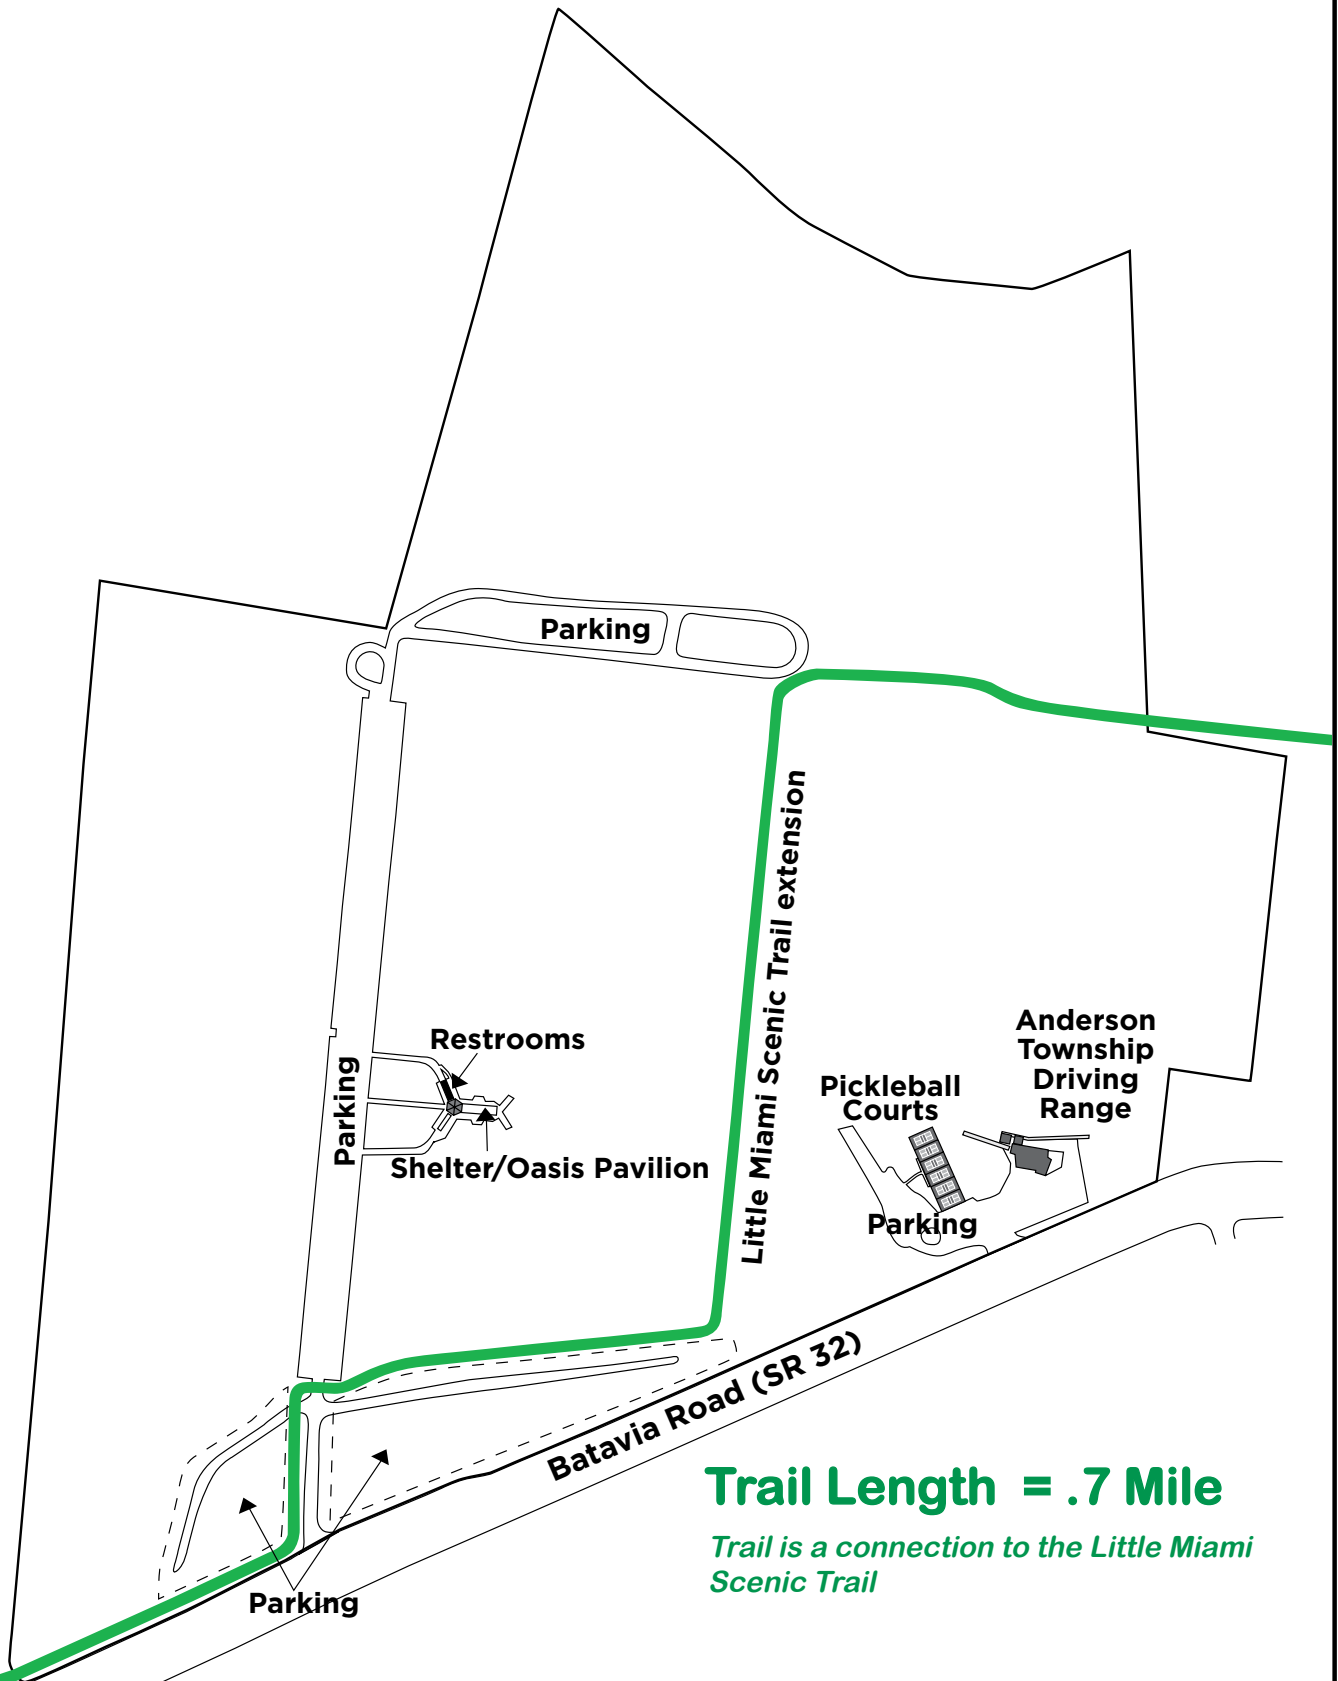 Parking
Little Miami Scenic Trail extension
Restrooms
Parking
Shelter/Oasis Pavilion
Anderson
Township
Driving
Range
Pickleball
Courts
Parking
Batavia Road (SR 32)
Trail Length = .7 Mile
Trail is a connection to the Little Miami
Scenic Trail
Parking